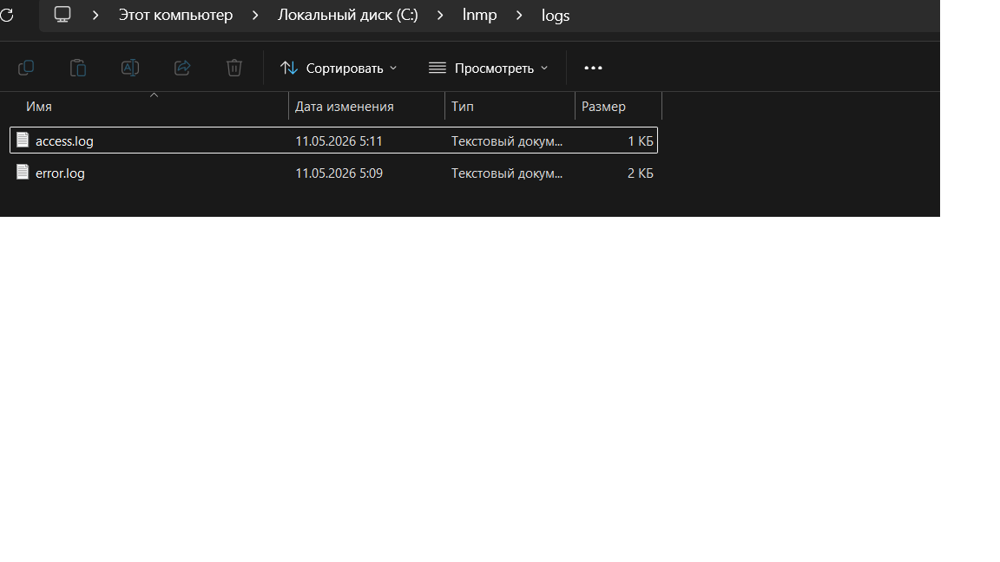 Этот компьютер > Локальный диск (C:) > lnmp > logs
Сортировать Просмотреть •••
Имя Дата изменения Тип Размер
access.log 11.05.2026 5:11 Текстовый докум... 1 КБ
error.log 11.05.2026 5:09 Текстовый докум... 2 КБ